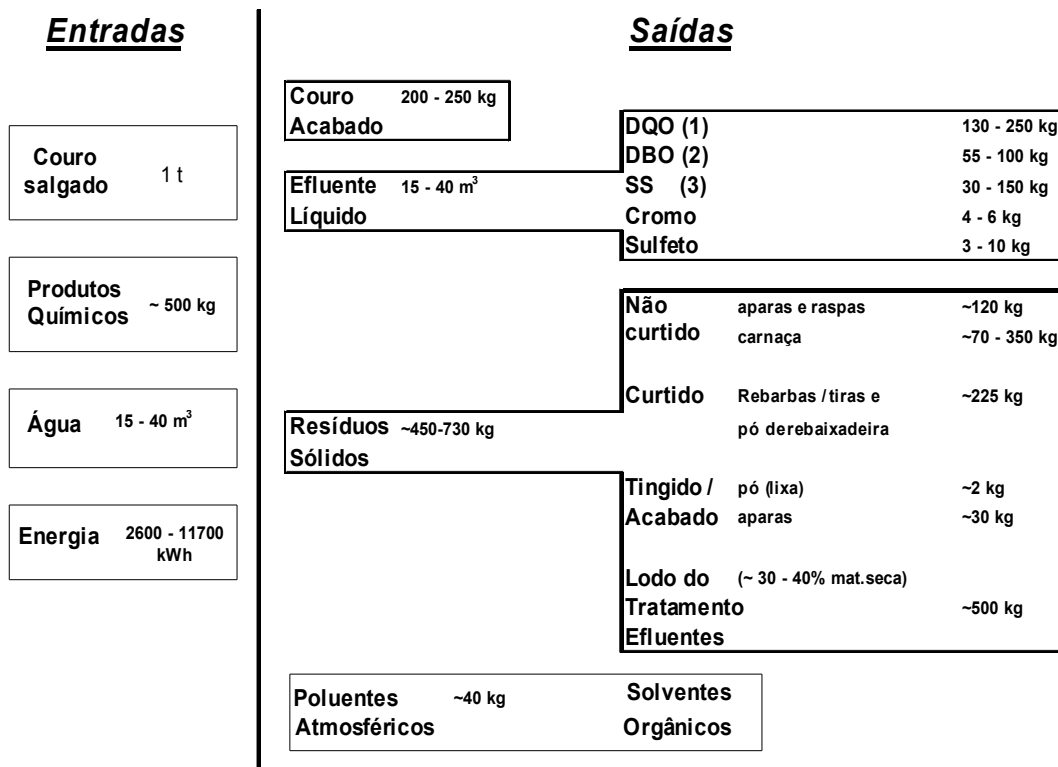 Entradas
Couro
salgado 1 t
Produtos
Químicos ~ 500 kg
Água 15 - 40 m³
Energia 2600 - 11700
kWh
Saídas
Couro 200 - 250 kg
Acabado
Efluente 15 - 40 m³
Líquido
DQO (1) 130 - 250 kg
DBO (2) 55 - 100 kg
SS (3) 30 - 150 kg
Cromo 4 - 6 kg
Sulfeto 3 - 10 kg
Resíduos ~450-730 kg
Sólidos
Não aparas e raspas ~120 kg
curtido carnaça ~70 - 350 kg
Curtido Rebarbas / tiras e ~225 kg
pó derebaixadeira
Tingido / pó (lixa) ~2 kg
Acabado aparas ~30 kg
Lodo do (~ 30 - 40% mat.seca)
Tratamento ~500 kg
Efluentes
Poluentes ~40 kg Solventes
Atmosféricos Orgânicos